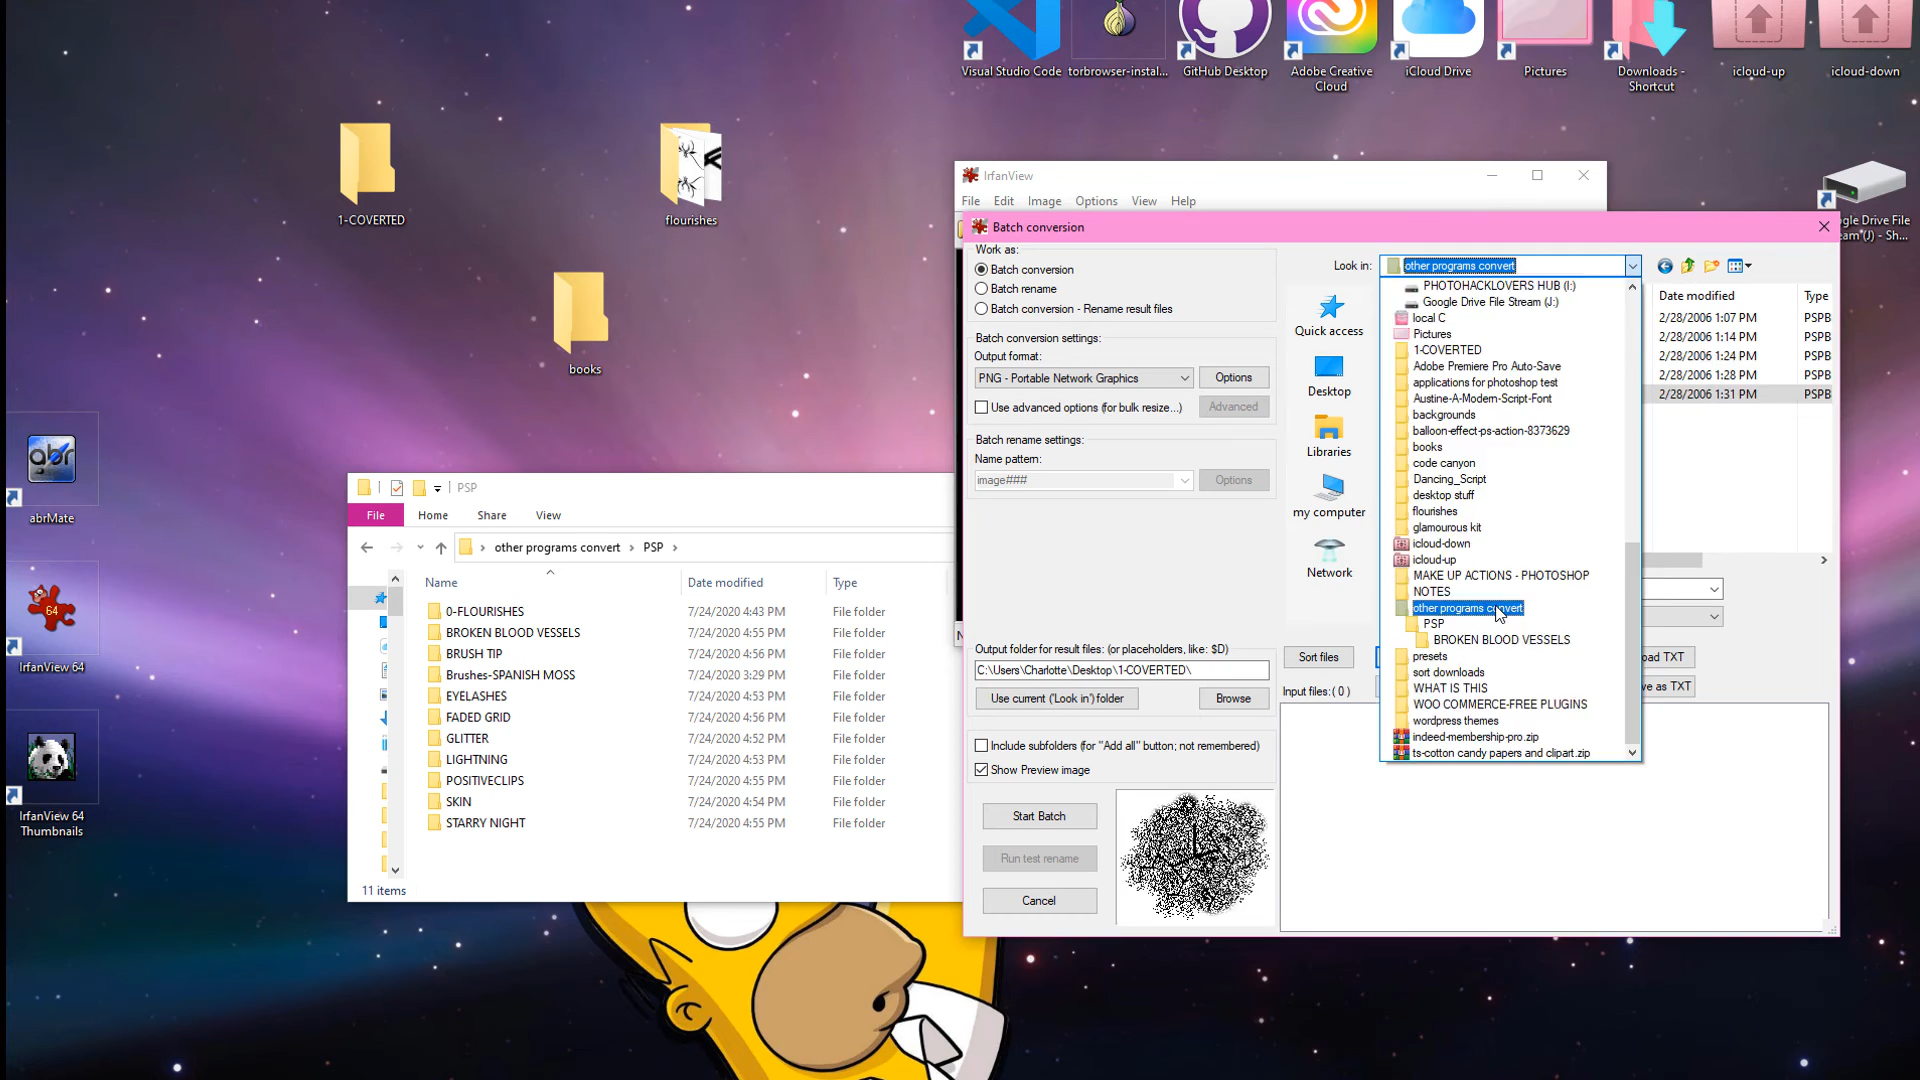 Visual Studio Code
torbrowser-instal...
GitHub Desktop
Adobe Creative
Cloud
iCloud Drive
Pictures
Downloads -
Shortcut
icloud-up
icloud-down
1-COVERTED
flourishes
books
gle Drive File
eam (J) - Sh...
abr
abrMate
64
IrfanView 64
IrfanView 64
Thumbnails
PSP
File
Home
Share
View
other programs convert
PSP
Name
Date modified
Type
0-FLOURISHES
7/24/2020 4:43 PM
File folder
BROKEN BLOOD VESSELS
7/24/2020 4:55 PM
File folder
BRUSH TIP
7/24/2020 4:54 PM
File folder
Brushes-SPANISH MOSS
7/24/2020 3:29 PM
File folder
EYELASHES
7/24/2020 4:53 PM
File folder
FADED GRID
7/24/2020 4:55 PM
File folder
GLITTER
7/24/2020 4:52 PM
File folder
LIGHTNING
7/24/2020 4:53 PM
File folder
POSITIVECLIPS
7/24/2020 4:55 PM
File folder
SKIN
7/24/2020 4:54 PM
File folder
STARRY NIGHT
7/24/2020 4:55 PM
File folder
11 items
IrfanView
File
Edit
Image
Options
View
Help
Batch conversion
Work as:
Batch conversion
Batch rename
Batch conversion - Rename result files
Batch conversion settings:
Output format:
PNG - Portable Network Graphics
Options
Use advanced options (for bulk resize...)
Advanced
Batch rename settings:
Name pattern:
image###
Options
Output folder for result files: (or placeholders, like: $D)
C:\Users\Charlotte\Desktop\1-COVERTED\
Use current ('Look in') folder
Browse
Include subfolders (for "Add all" button; not remembered)
Show Preview image
Start Batch
Run test rename
Cancel
Look in:
other programs convert
Quick access
Desktop
Libraries
my computer
Network
PHOTOHACKLOVERS HUB (I:)
Google Drive File Stream (J:)
local C
Pictures
1-COVERTED
Adobe Premiere Pro Auto-Save
applications for photoshop test
Austine-A-Modern-Script-Font
backgrounds
balloon-effect-ps-action-8373629
books
code canyon
Dancing_Script
desktop stuff
flourishes
glamourous kit
icloud-down
icloud-up
MAKE UP ACTIONS - PHOTOSHOP
NOTES
other programs convert
PSP
BROKEN BLOOD VESSELS
presets
sort downloads
WHAT IS THIS
WOO COMMERCE-FREE PLUGINS
wordpress themes
indeed-membership-pro.zip
ts-cotton candy papers and clipart.zip
Date modified
Type
2/28/2006 1:07 PM
PSPB
2/28/2006 1:14 PM
PSPB
2/28/2006 1:24 PM
PSPB
2/28/2006 1:28 PM
PSPB
2/28/2006 1:31 PM
PSPB
Sort files
oad TXT
Input files: ( 0 )
ve as TXT